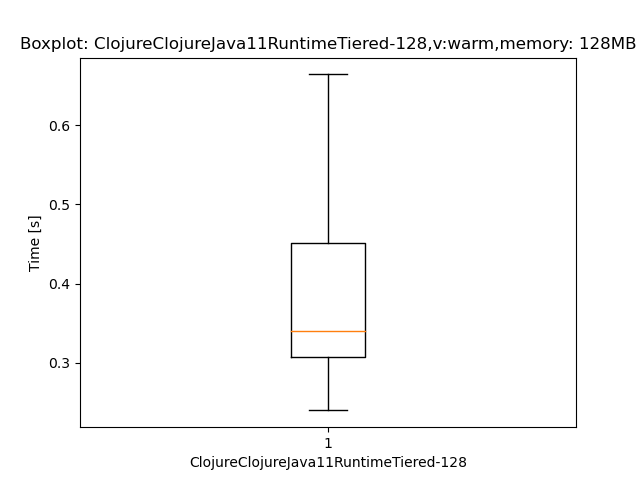 Boxplot: ClojureClojureJava11RuntimeTiered-128,v:warm,memory: 128MB
0.6
0.5
0.4
0.3
Time [s]
1
ClojureClojureJava11RuntimeTiered-128